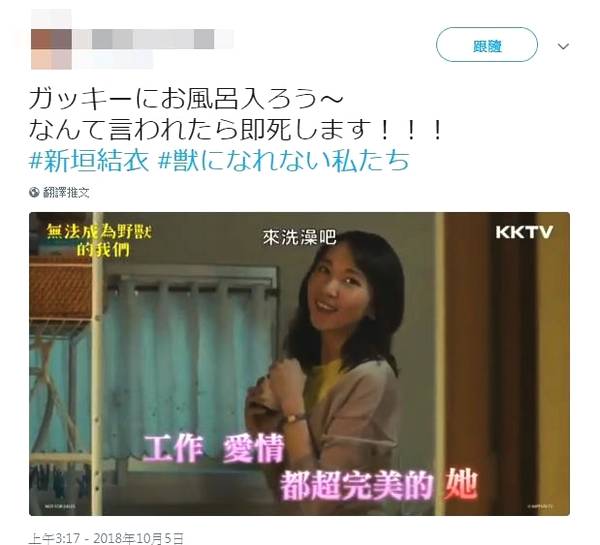 跟隨
ガッキーにお風呂入ろう〜
なんて言われたら即死します！！！
#新垣結衣 #獣になれない私たち
翻譯推文
無法成為野獸
的我們
來洗澡吧
KKTV
工作 愛情
都超完美的 她
NOT FOR SALES
上午3:17 - 2018年10月5日